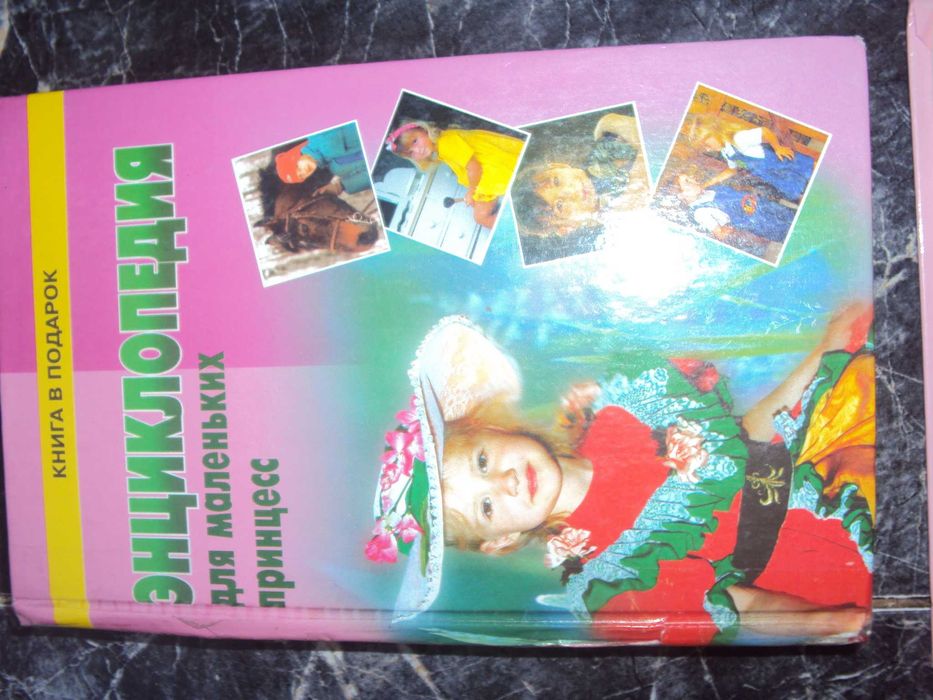 КНИГА В ПОДАРОК
ЭНЦИКЛОПЕДИЯ
для маленьких
принцесс